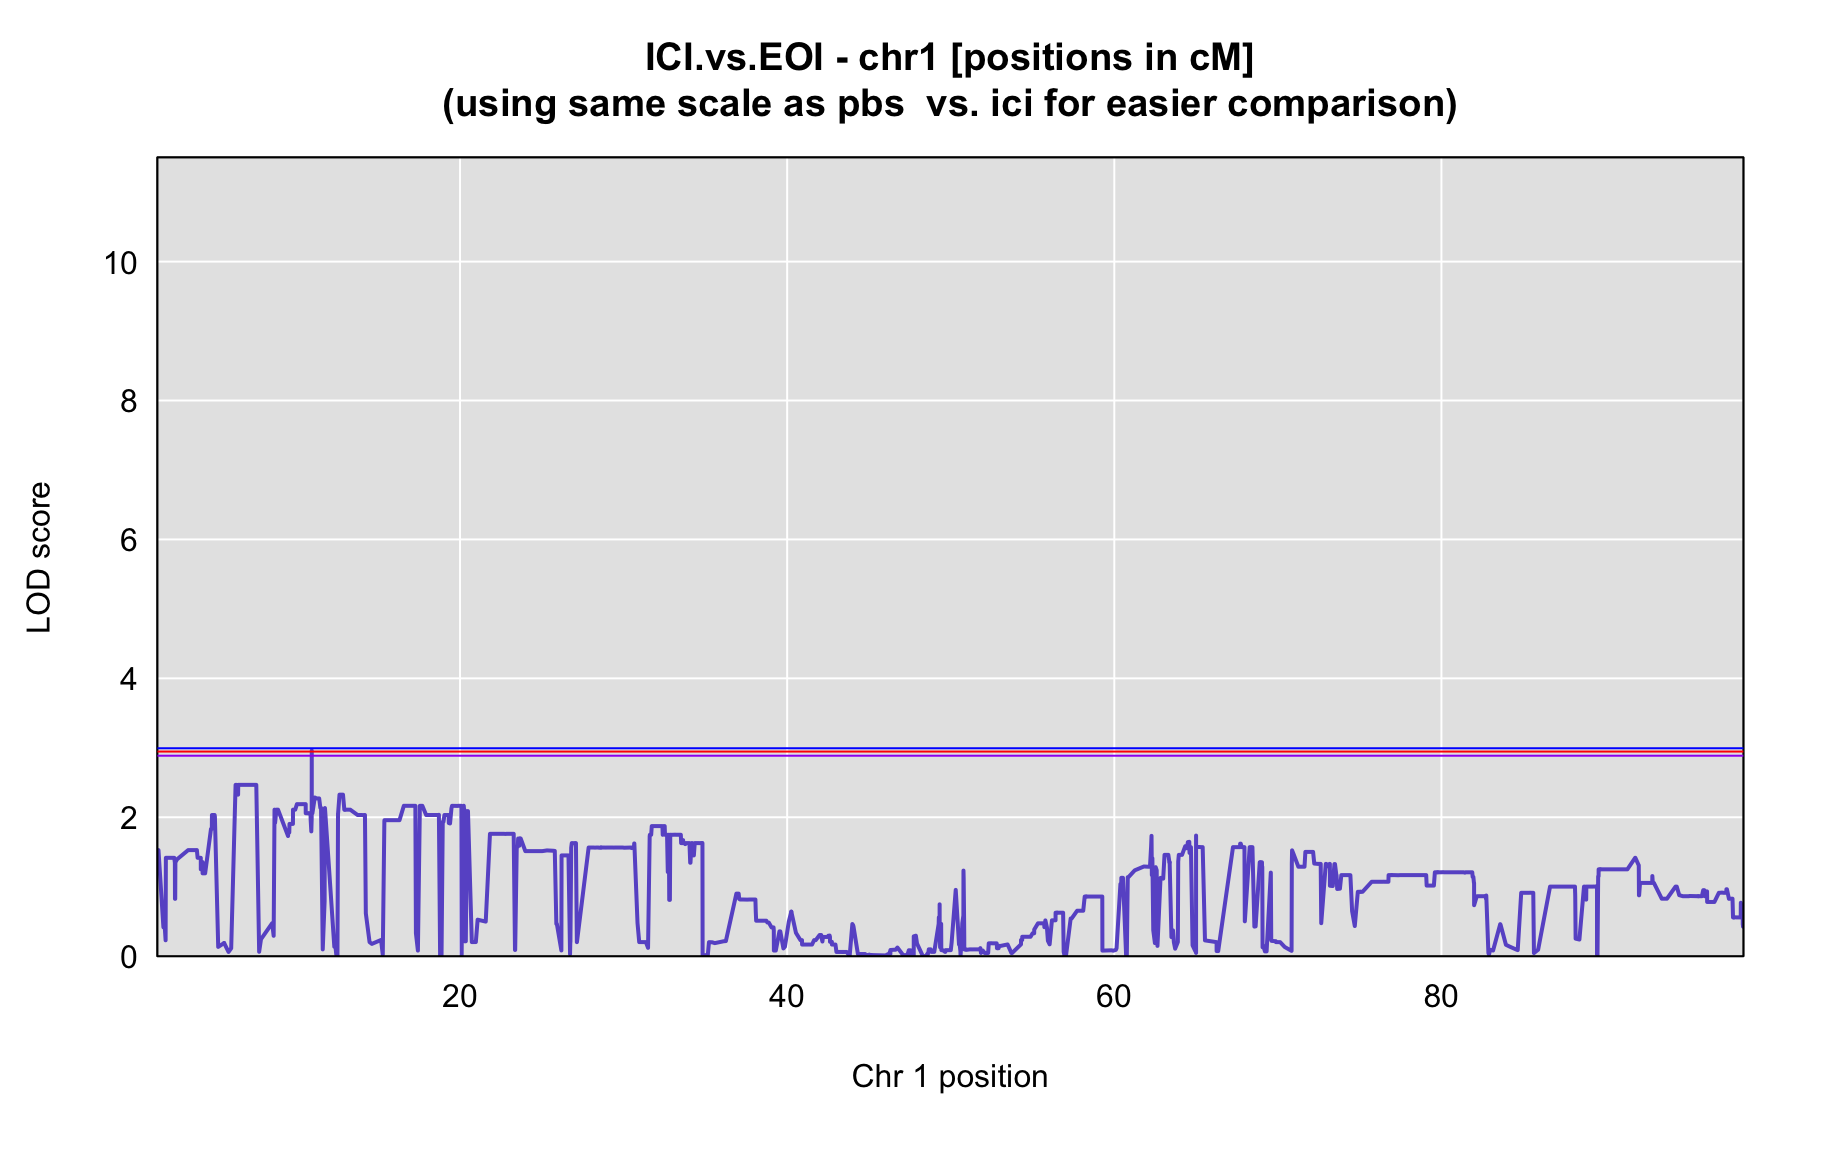 ICI.vs.EOI - chr1 [positions in cM]
(using same scale as pbs  vs. ici for easier comparison)
LOD score
10
8
6
4
2
0
20
40
60
80
Chr 1 position